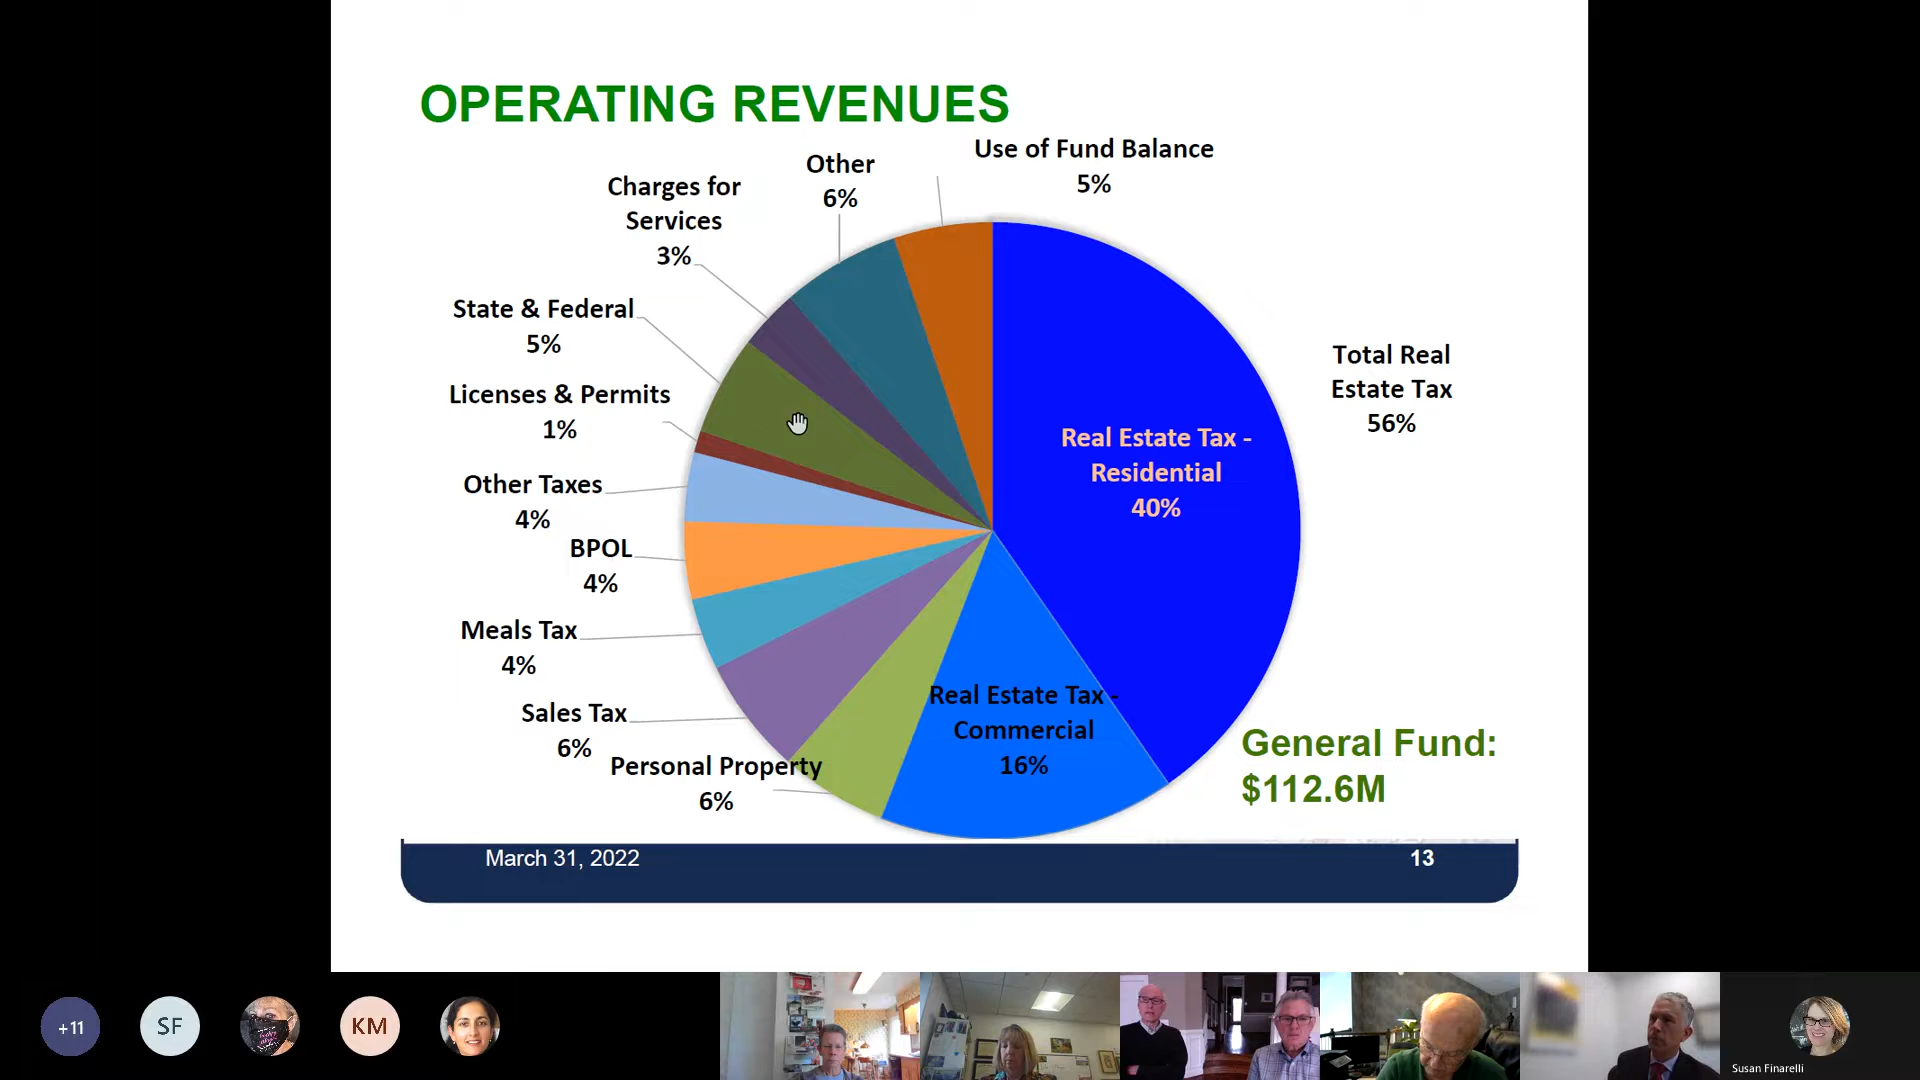 OPERATING REVENUES
Use of Fund Balance
5%
Other
6%
Charges for
Services
3%
State & Federal
5%
Licenses & Permits
1%
Other Taxes
4%
BPOL
4%
Meals Tax
4%
Sales Tax
6%
Personal Property
6%
Real Estate Tax -
Commercial
16%
Real Estate Tax -
Residential
40%
Total Real
Estate Tax
56%
General Fund:
$112.6M
March 31, 2022
13
+11
SF
KM
Susan Finarelli